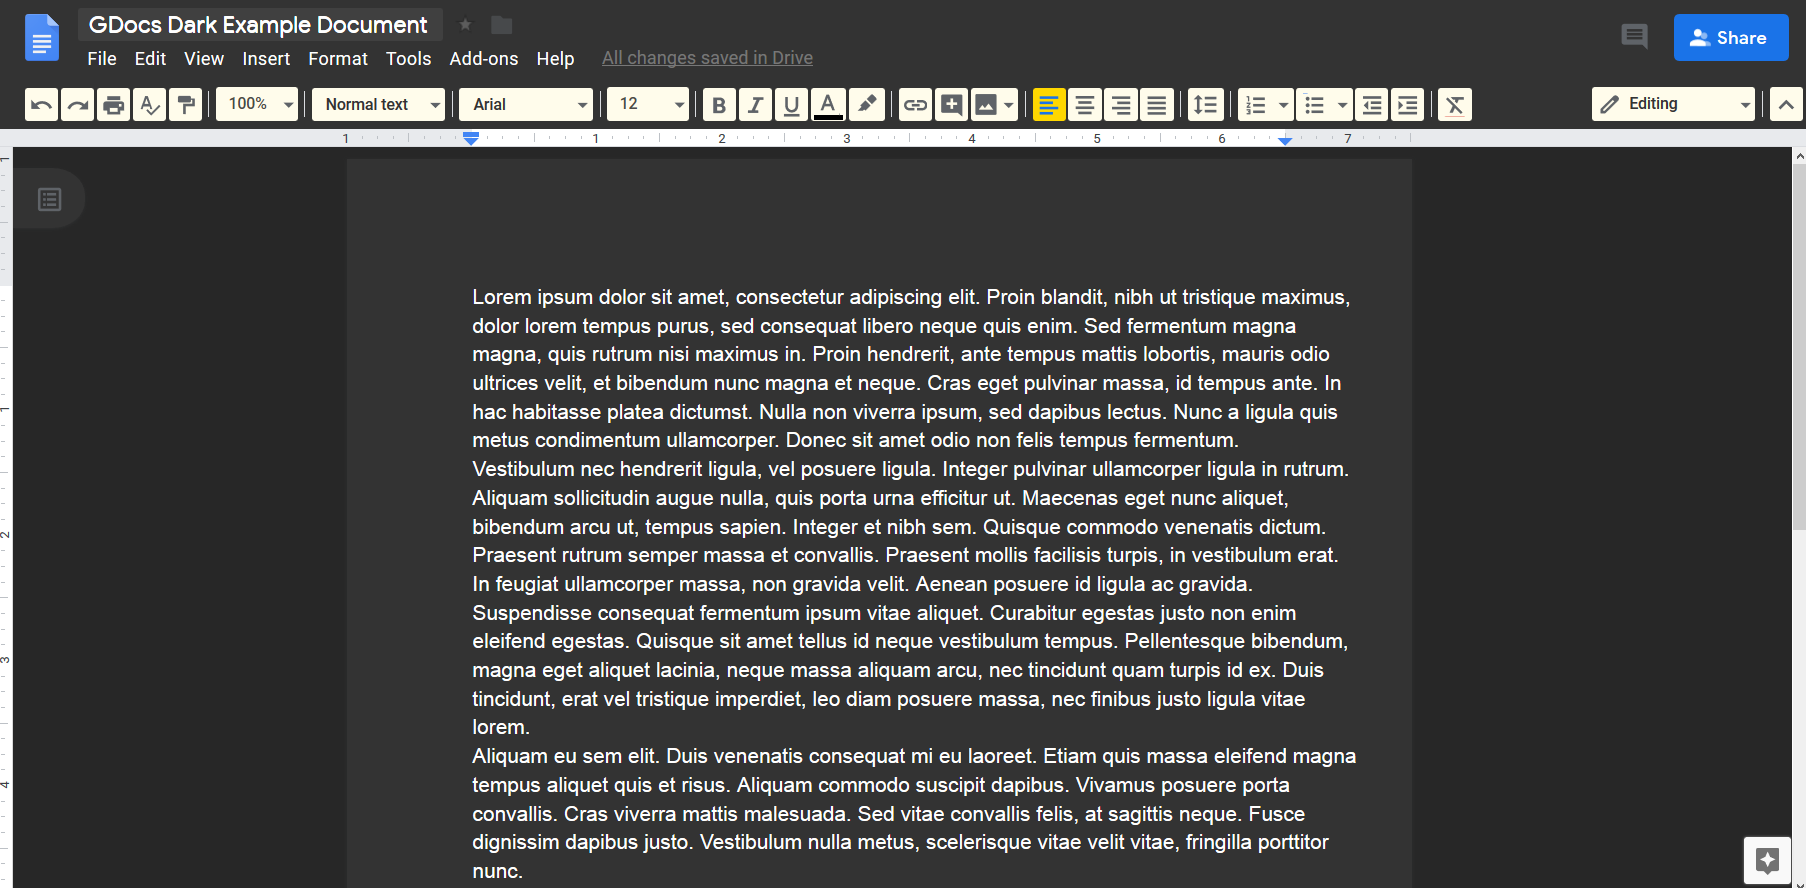 GDocs Dark Example Document
File Edit View Insert Format Tools Add-ons Help All changes saved in Drive
Share
100% Normal text Arial 12 B I U A Editing
1 1 2 3 4 5 6 7
1
Lorem ipsum dolor sit amet, consectetur adipiscing elit. Proin blandit, nibh ut tristique maximus,
dolor lorem tempus purus, sed consequat libero neque quis enim. Sed fermentum magna
magna, quis rutrum nisi maximus in. Proin hendrerit, ante tempus mattis lobortis, mauris odio
ultrices velit, et bibendum nunc magna et neque. Cras eget pulvinar massa, id tempus ante. In
1
hac habitasse platea dictumst. Nulla non viverra ipsum, sed dapibus lectus. Nunc a ligula quis
metus condimentum ullamcorper. Donec sit amet odio non felis tempus fermentum.
Vestibulum nec hendrerit ligula, vel posuere ligula. Integer pulvinar ullamcorper ligula in rutrum.
Aliquam sollicitudin augue nulla, quis porta urna efficitur ut. Maecenas eget nunc aliquet,
bibendum arcu ut, tempus sapien. Integer et nibh sem. Quisque commodo venenatis dictum.
2
Praesent rutrum semper massa et convallis. Praesent mollis facilisis turpis, in vestibulum erat.
In feugiat ullamcorper massa, non gravida velit. Aenean posuere id ligula ac gravida.
Suspendisse consequat fermentum ipsum vitae aliquet. Curabitur egestas justo non enim
eleifend egestas. Quisque sit amet tellus id neque vestibulum tempus. Pellentesque bibendum,
3
magna eget aliquet lacinia, neque massa aliquam arcu, nec tincidunt quam turpis id ex. Duis
tincidunt, erat vel tristique imperdiet, leo diam posuere massa, nec finibus justo ligula vitae
lorem.
Aliquam eu sem elit. Duis venenatis consequat mi eu laoreet. Etiam quis massa eleifend magna
4
tempus aliquet quis et risus. Aliquam commodo suscipit dapibus. Vivamus posuere porta
convallis. Cras viverra mattis malesuada. Sed vitae convallis felis, at sagittis neque. Fusce
dignissim dapibus justo. Vestibulum nulla metus, scelerisque vitae velit vitae, fringilla porttitor
nunc.